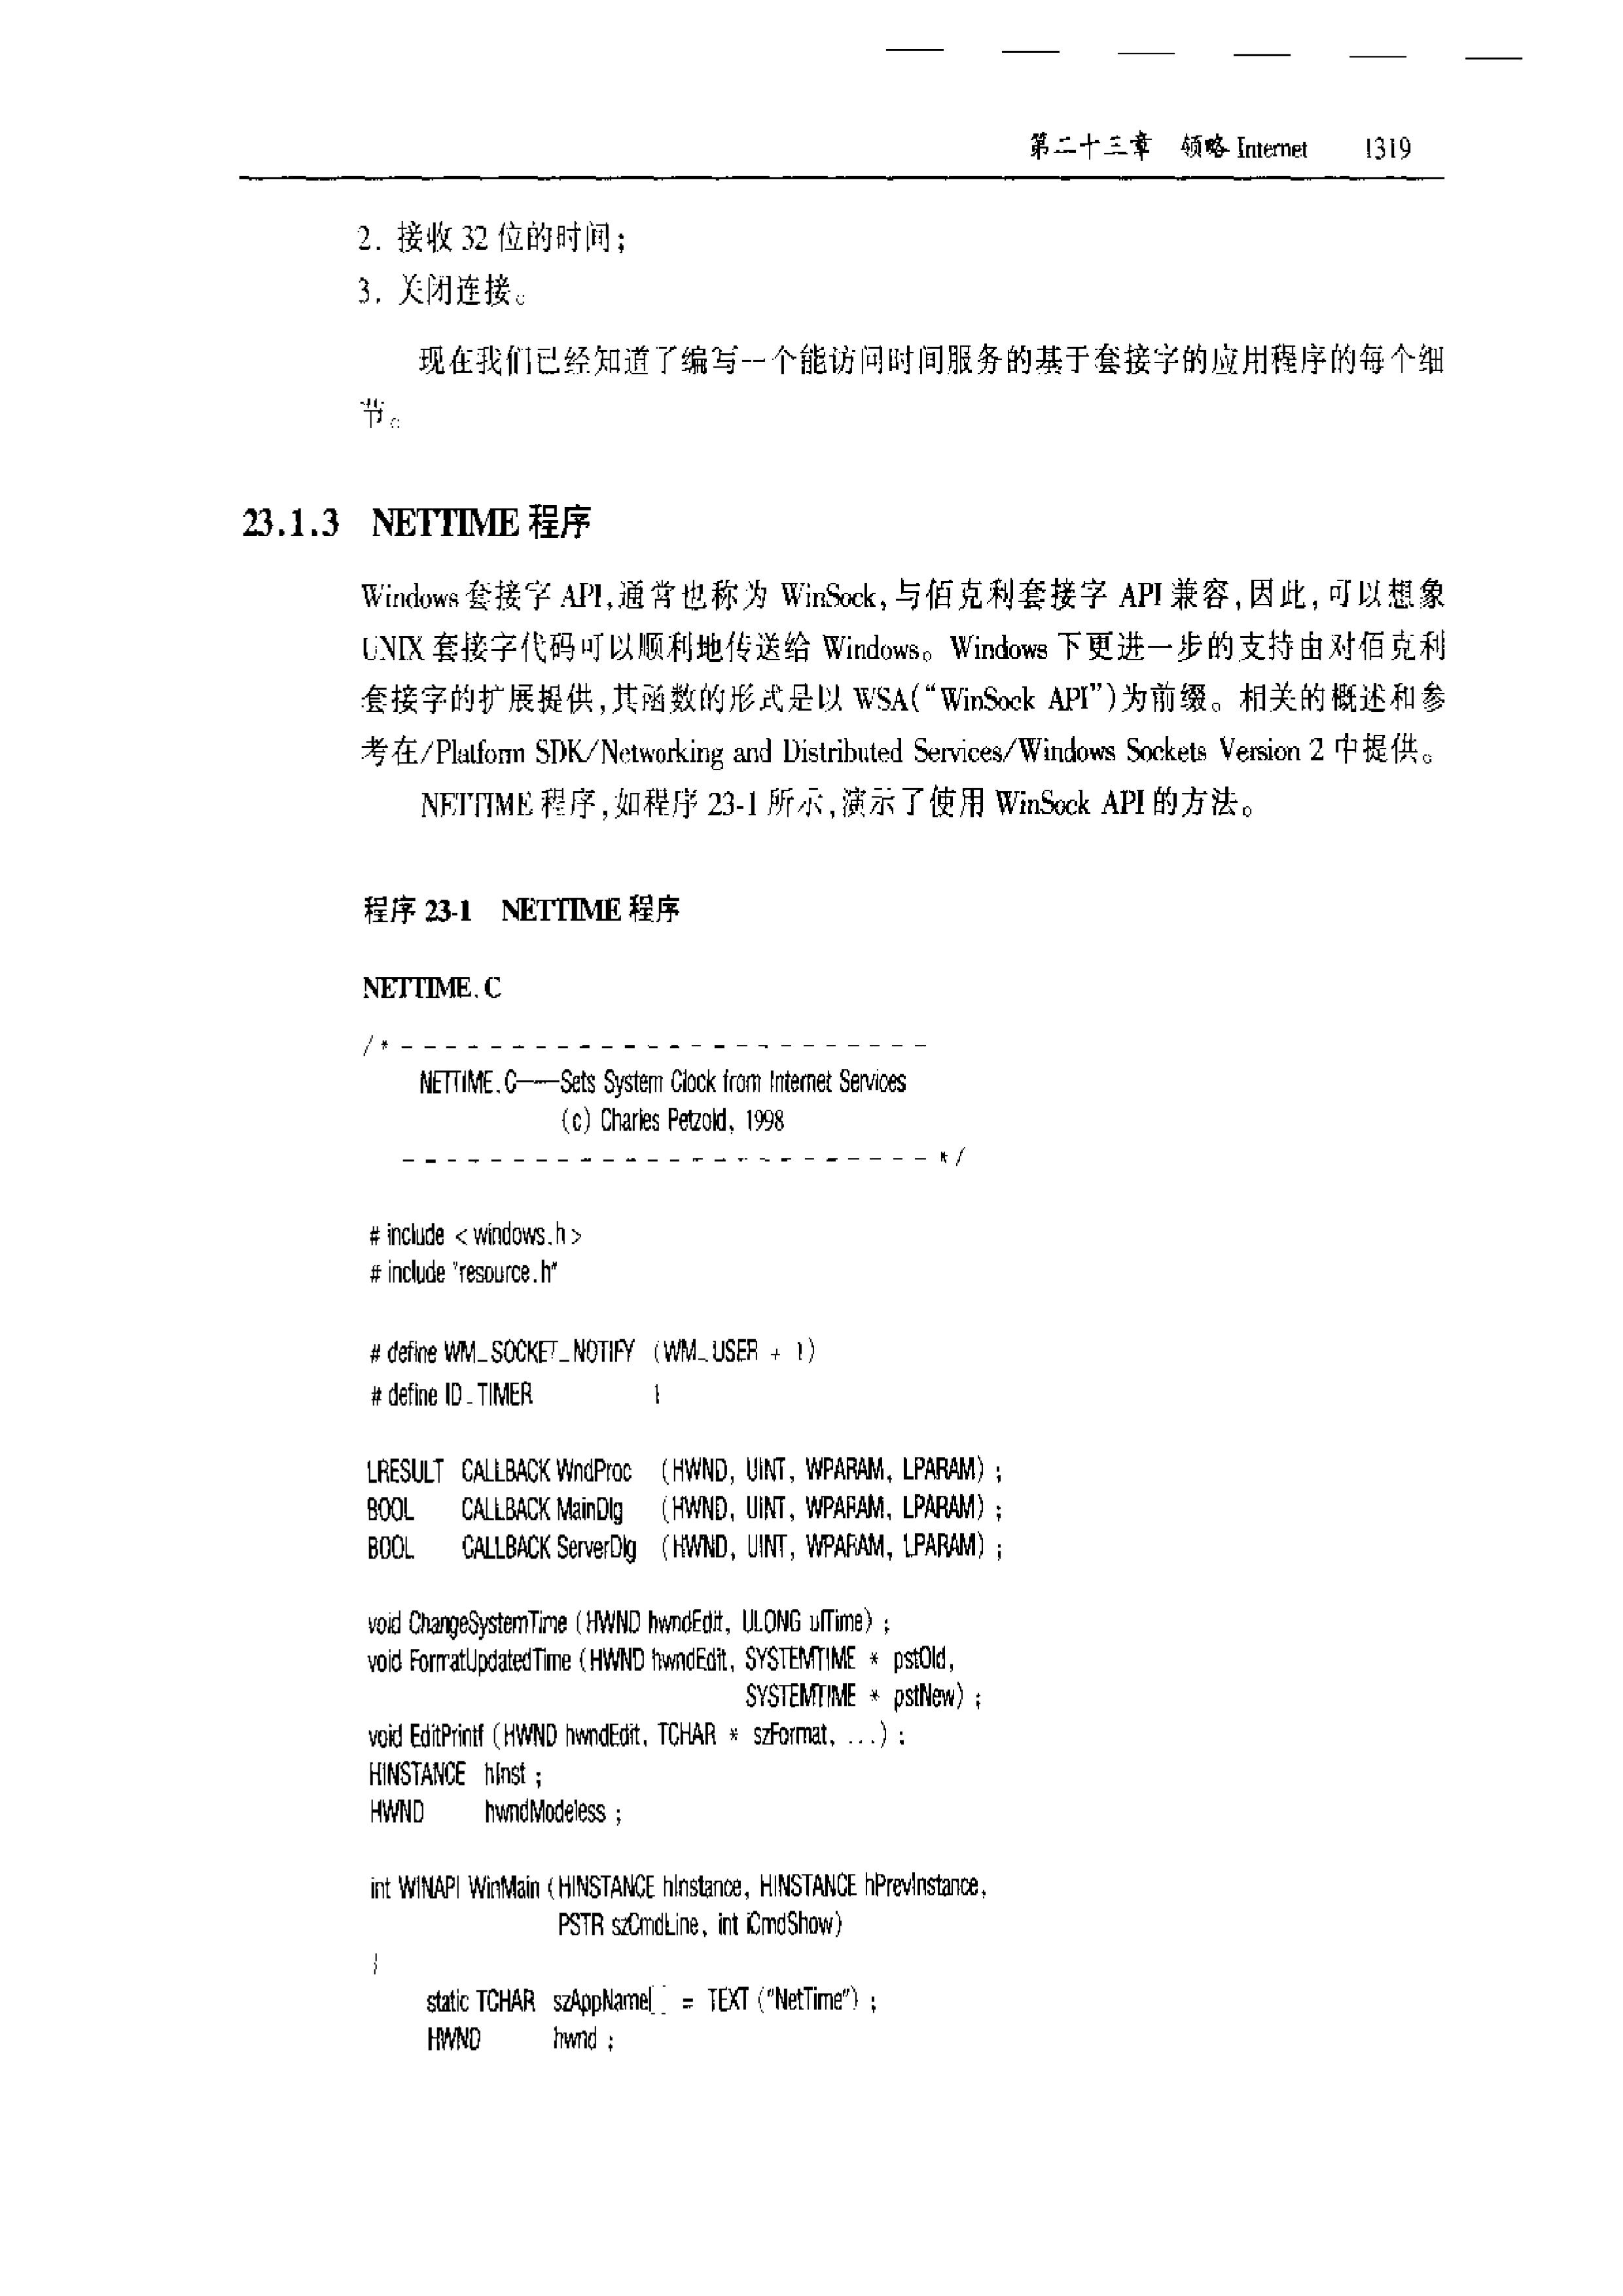 第二十三章 领略 Internet 1319
2. 接收 32 位的时间;
3. 关闭连接。
现在我们已经知道了编写一个能访问时间服务的基于套接字的应用程序的每个细
节。
23.1.3 NETTIME 程序
Windows 套接字 API,通常也称为 WinSock,与佰克利套接字 API 兼容,因此,可以想象
UNIX 套接字代码可以顺利地传送给 Windows。Windows 下更进一步的支持由对佰克利
套接字的扩展提供,其函数的形式是以 WSA(“WinSock API”)为前缀。相关的概述和参
考在/Platform SDK/Networking and Distributed Services/Windows Sockets Version 2 中提供。
NETTIME 程序,如程序 23-1 所示,演示了使用 WinSock API 的方法。
程序 23-1 NETTIME 程序
NETTIME.C
/* - - - - - - - - - - - - - - - - - - - - - - - -
NETTIME.C——Sets System Clock from Internet Services
(c) Charles Petzold, 1998
- - - - - - - - - - - - - - - - - - - - - - - - */
# include <windows.h>
# include "resource.h"
# define WM_SOCKET_NOTIFY (WM_USER + 1)
# define ID_TIMER 1
LRESULT CALLBACK WndProc (HWND, UINT, WPARAM, LPARAM) ;
BOOL CALLBACK MainDlg (HWND, UINT, WPARAM, LPARAM) ;
BOOL CALLBACK ServerDlg (HWND, UINT, WPARAM, LPARAM) ;
void ChangeSystemTime (HWND hwndEdit, ULONG ulTime) ;
void FormatUpdatedTime (HWND hwndEdit, SYSTEMTIME * pstOld,
SYSTEMTIME * pstNew) ;
void EditPrintf (HWND hwndEdit, TCHAR * szFormat, ...) ;
HINSTANCE hInst ;
HWND hwndModeless ;
int WINAPI WinMain (HINSTANCE hInstance, HINSTANCE hPrevInstance,
PSTR szCmdLine, int iCmdShow)
{
static TCHAR szAppName[] = TEXT ("NetTime") ;
HWND hwnd ;